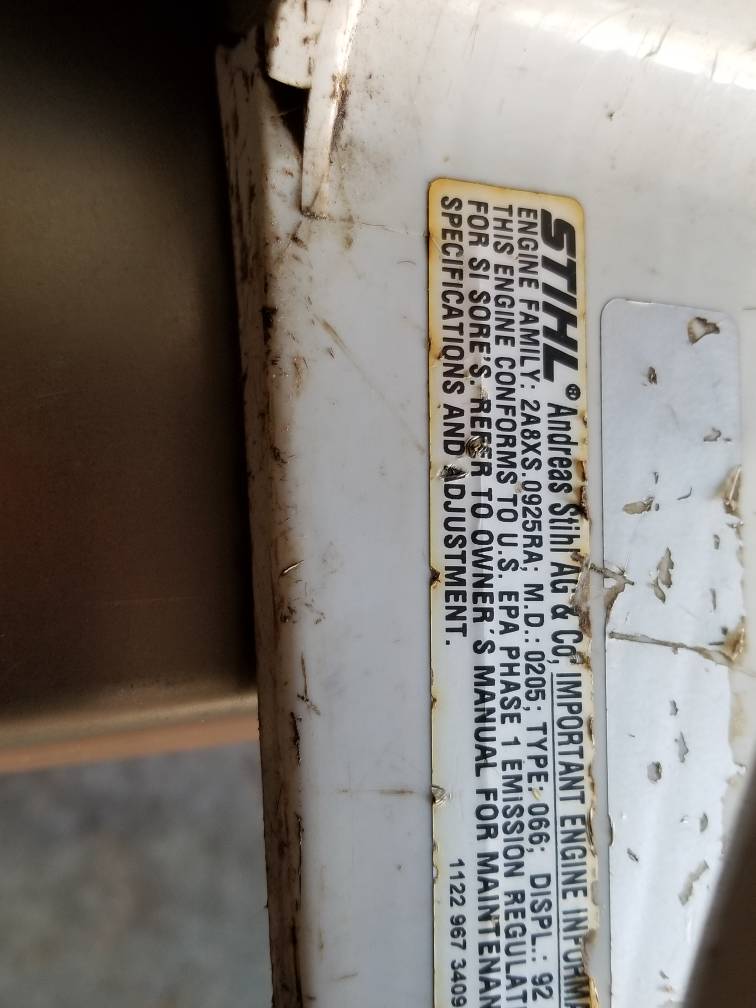 STIHL® Andreas Stihl AG & Co, IMPORTANT ENGINE INFORM
ENGINE FAMILY: 2A8XS.0925RA; M.D.: 0205; TYPE: 066; DISPL.: 92
THIS ENGINE CONFORMS TO U.S. EPA PHASE 1 EMISSION REGULAT
FOR SI SORE'S. REFER TO OWNER'S MANUAL FOR MAINTENAN
SPECIFICATIONS AND ADJUSTMENT.
1122 967 3409